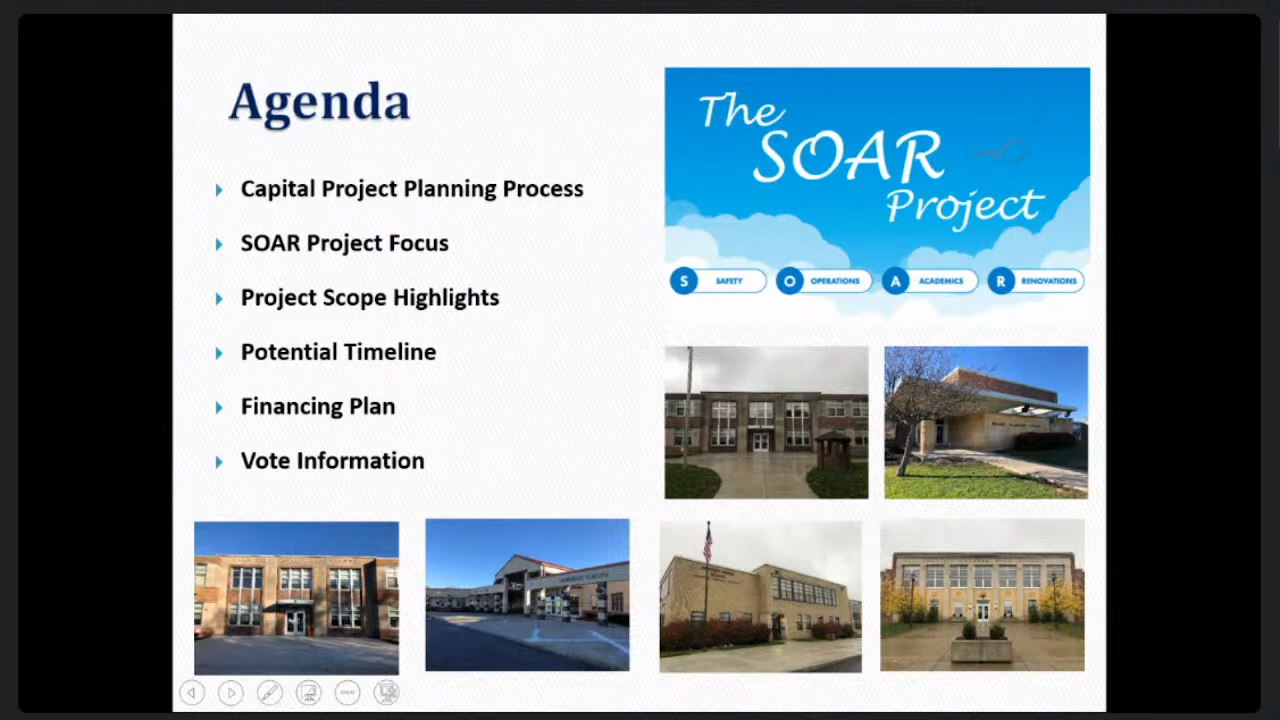 Agenda
Capital Project Planning Process
SOAR Project Focus
Project Scope Highlights
Potential Timeline
Financing Plan
Vote Information
The
SOAR
Project
S SAFETY
O OPERATIONS
A ACADEMICS
R RENOVATIONS